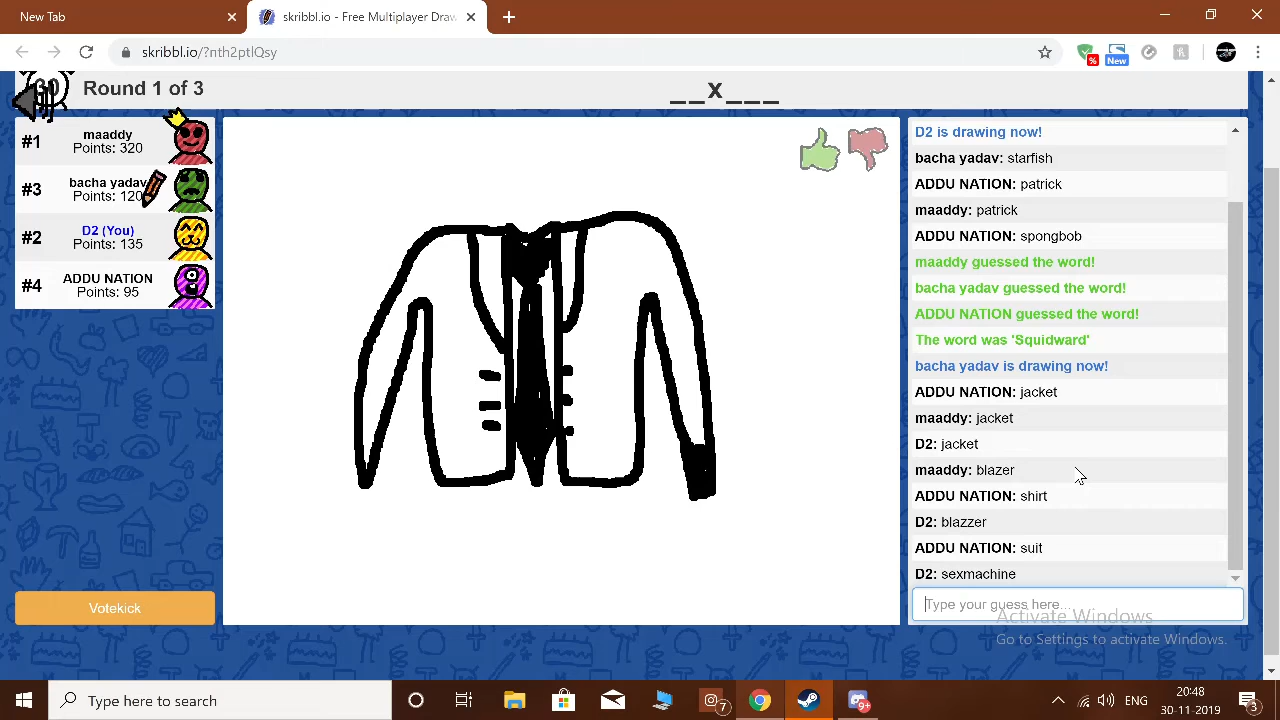 New Tab
skribbl.io - Free Multiplayer Draw
skribbl.io/?nth2ptlQsy
%
New
Round 1 of 3
__x___
#1
maaddy
Points: 320
#3
bacha yadav
Points: 120
#2
D2 (You)
Points: 135
#4
ADDU NATION
Points: 95
Votekick
D2 is drawing now!
bacha yadav: starfish
ADDU NATION: patrick
maaddy: patrick
ADDU NATION: spongbob
maaddy guessed the word!
bacha yadav guessed the word!
ADDU NATION guessed the word!
The word was 'Squidward'
bacha yadav is drawing now!
ADDU NATION: jacket
maaddy: jacket
D2: jacket
maaddy: blazer
ADDU NATION: shirt
D2: blazzer
ADDU NATION: suit
D2: sexmachine
Type your guess here...
Activate Windows
Go to Settings to activate Windows.
Type here to search
7
9+
ENG
20:48
30-11-2019
3